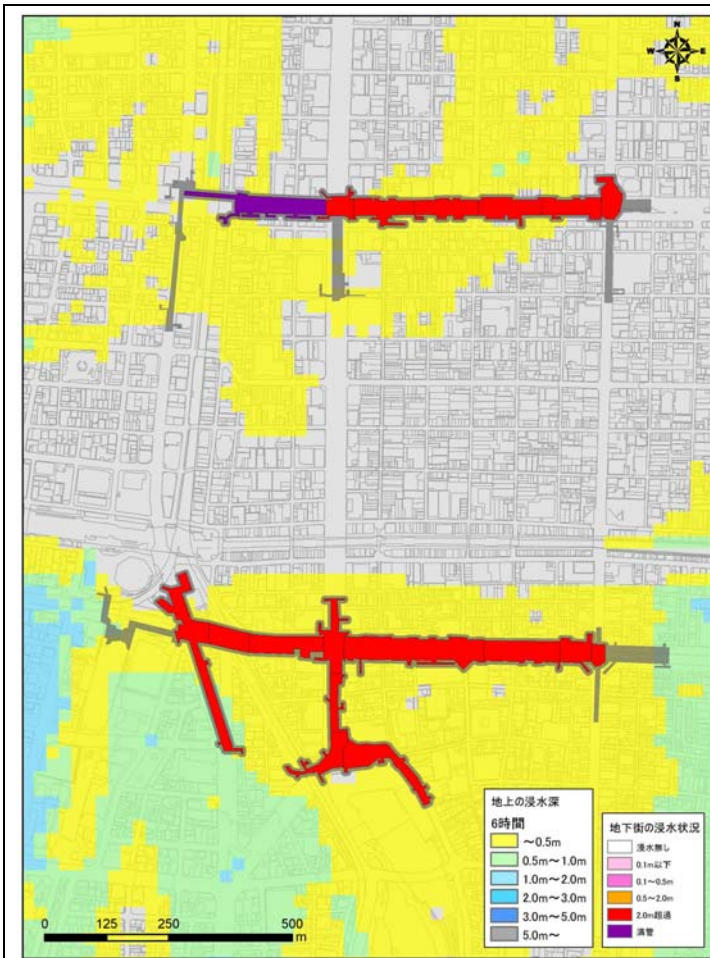 N
W E
S
地上の浸水深
6時間
～0.5m
0.5m～1.0m
1.0m～2.0m
2.0m～3.0m
3.0m～5.0m
5.0m～
地下街の浸水状況
浸水無し
0.1m以下
0.1～0.5m
0.5～2.0m
2.0m超過
満管
0 125 250 500
m